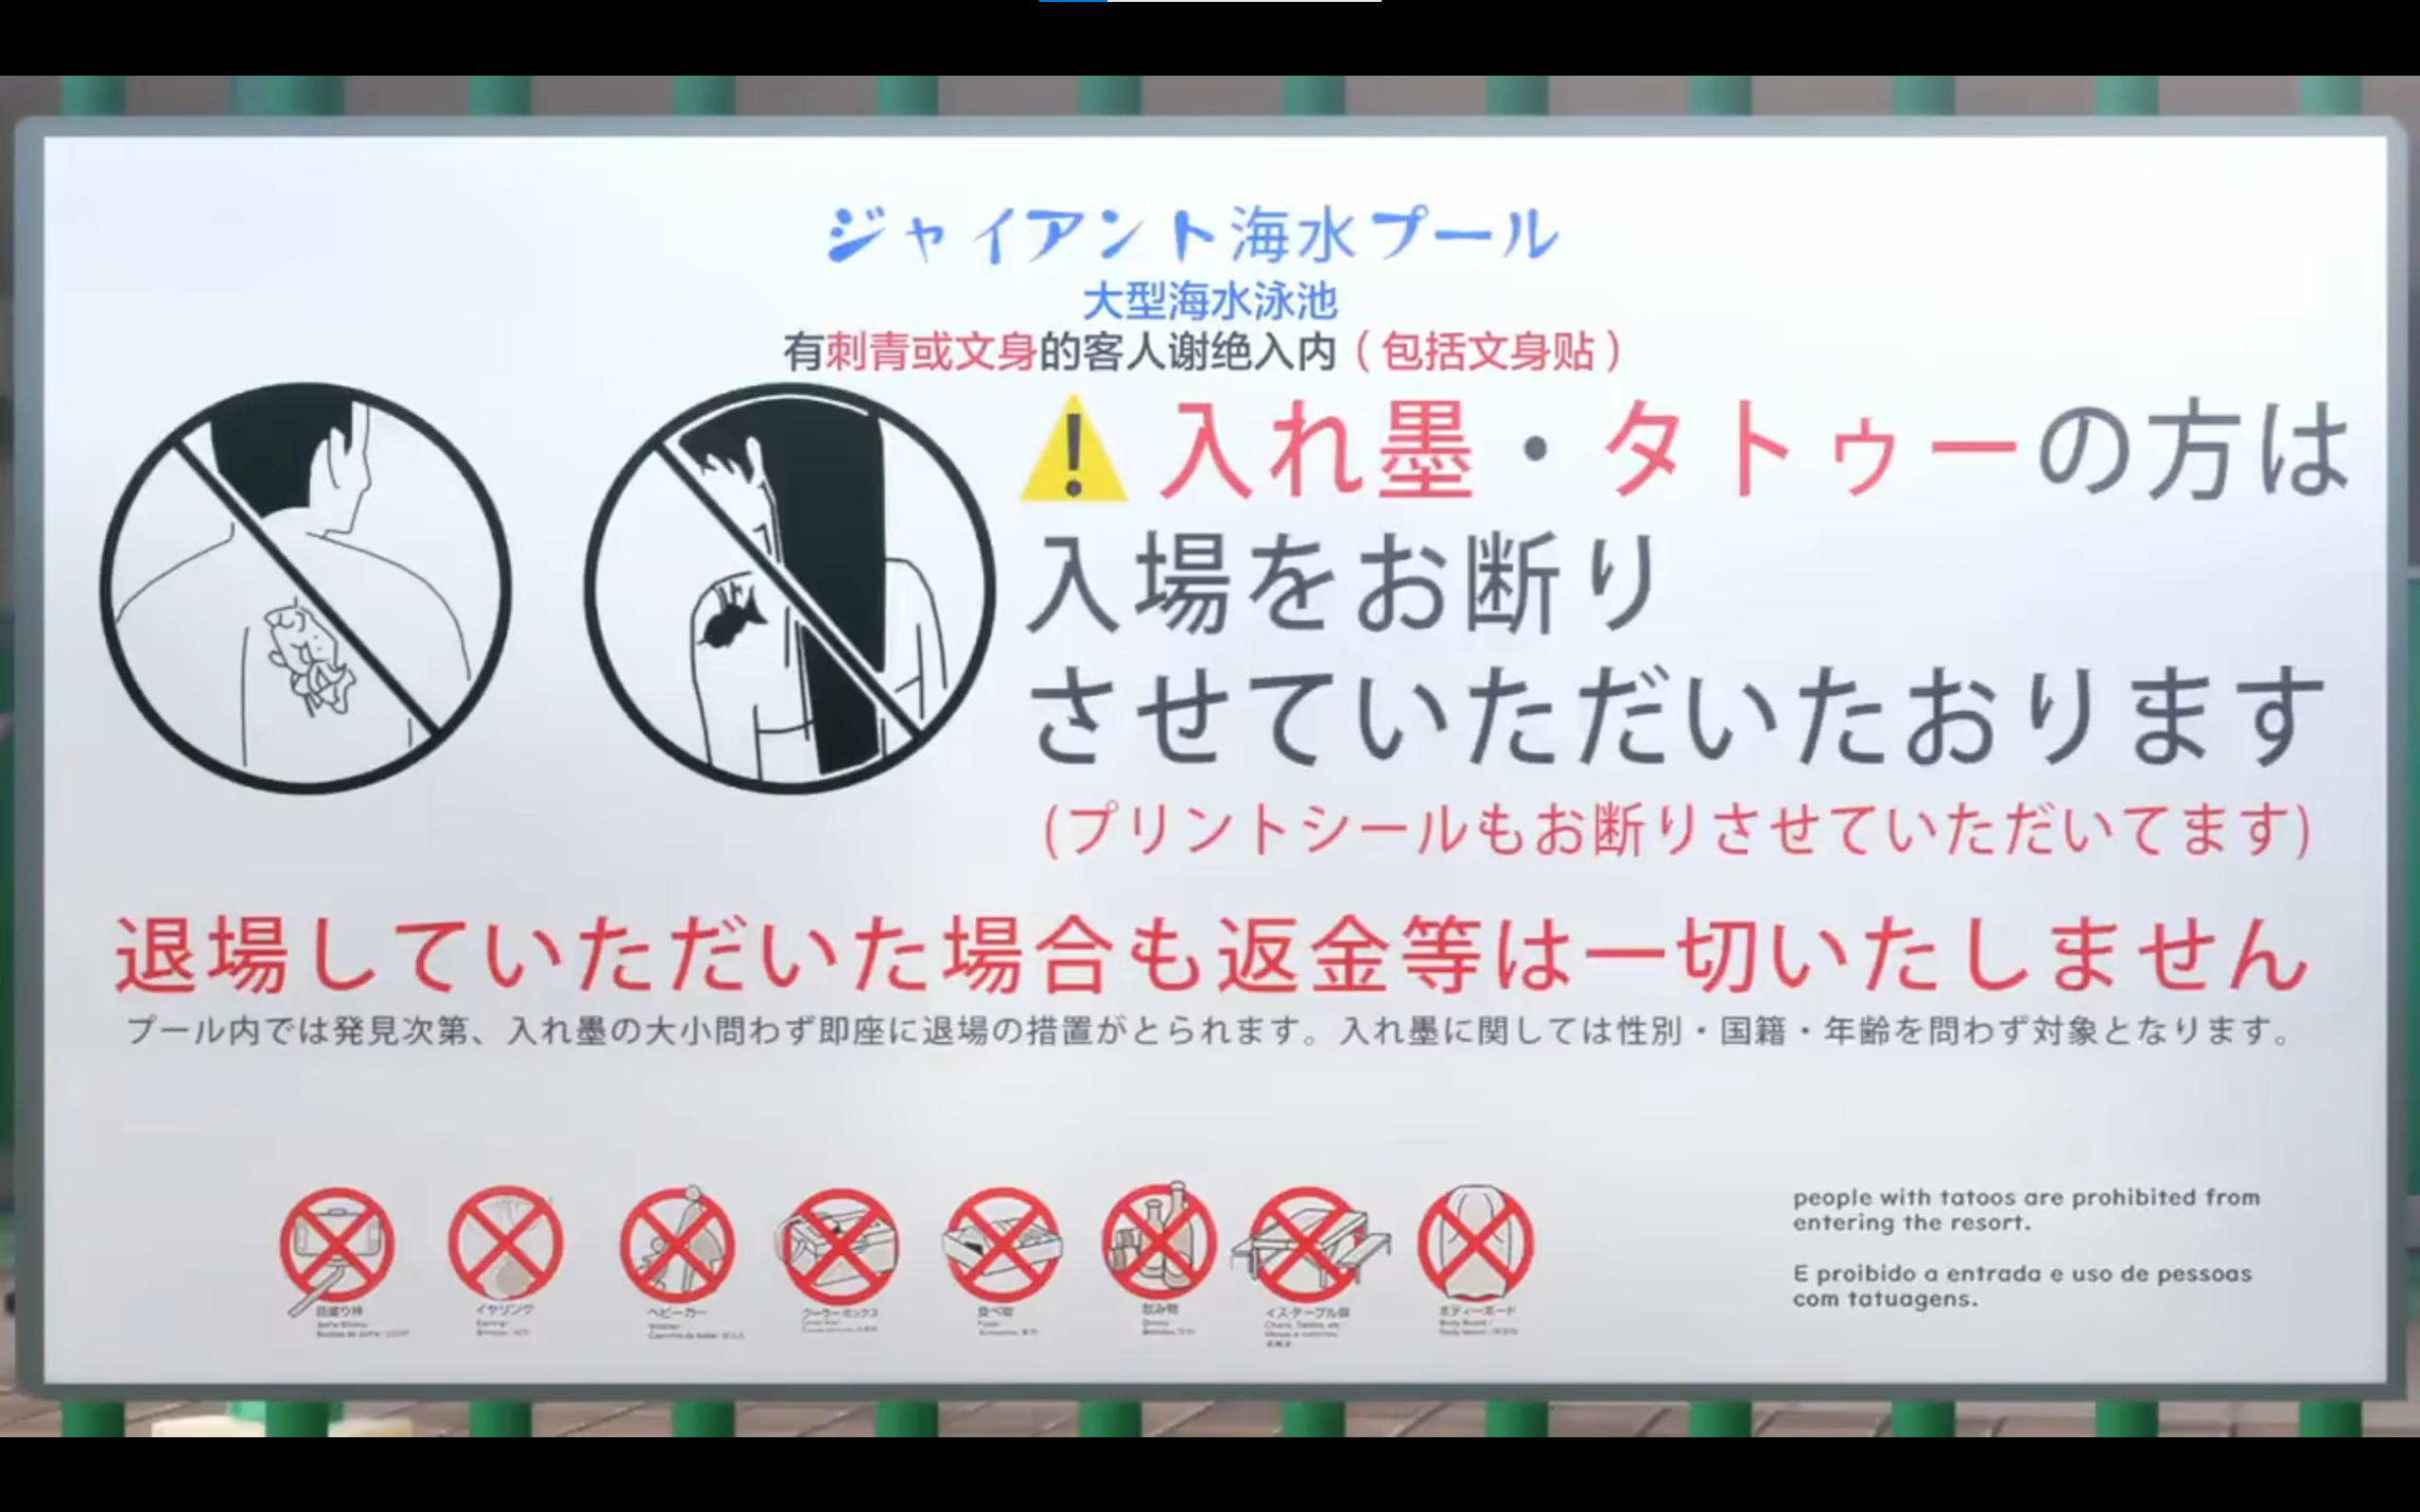 ジャイアント海水プール
大型海水泳池
有刺青或文身的客人谢绝入内（包括文身贴）
入れ墨・タトゥーの方は
入場をお断り
させていただいたおります
(プリントシールもお断りさせていただいてます)
退場していただいた場合も返金等は一切いたしません
プール内では発見次第、入れ墨の大小問わず即座に退場の措置がとられます。入れ墨に関しては性別・国籍・年齢を問わず対象となります。
自撮り棒
イヤリング
ベビーカー
クーラーボックス
食べ物
飲み物
イス・テーブル類
ボディーボード
people with tatoos are prohibited from
entering the resort.
E proibido a entrada e uso de pessoas
com tatuagens.